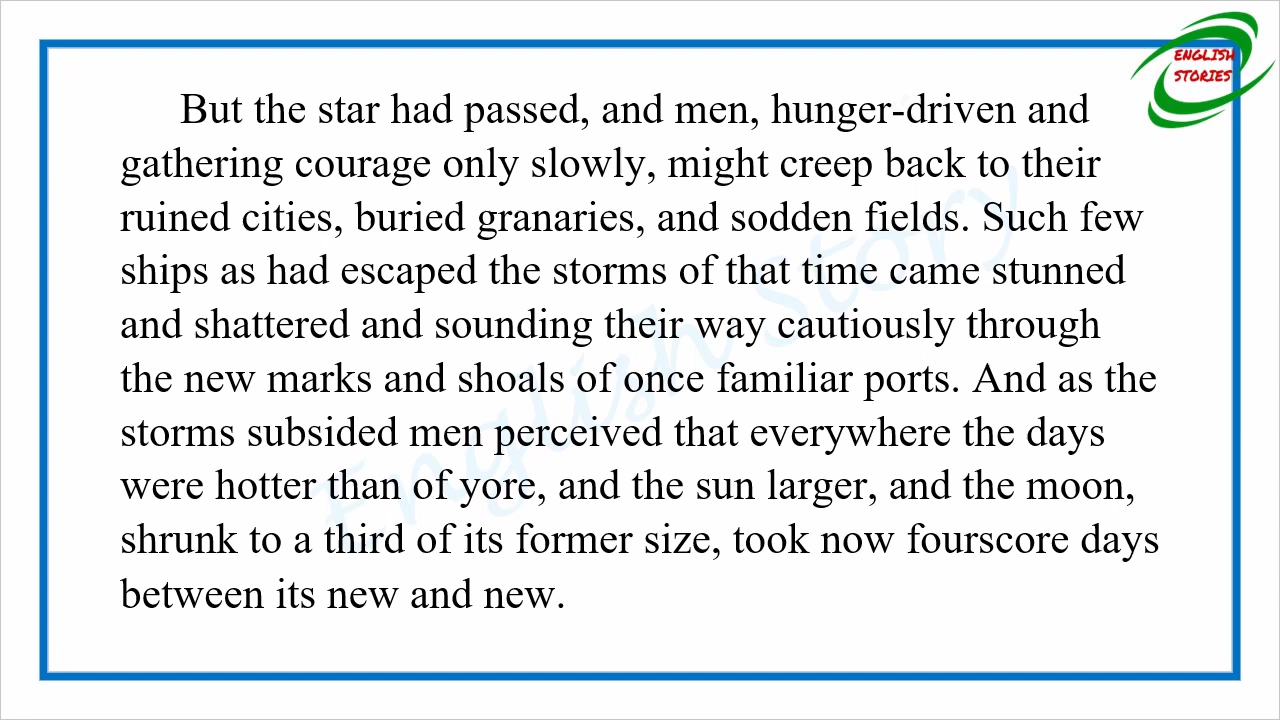 ENGLISH
STORIES
But the star had passed, and men, hunger-driven and
gathering courage only slowly, might creep back to their
ruined cities, buried granaries, and sodden fields. Such few
ships as had escaped the storms of that time came stunned
and shattered and sounding their way cautiously through
the new marks and shoals of once familiar ports. And as the
storms subsided men perceived that everywhere the days
were hotter than of yore, and the sun larger, and the moon,
shrunk to a third of its former size, took now fourscore days
between its new and new.
English Story